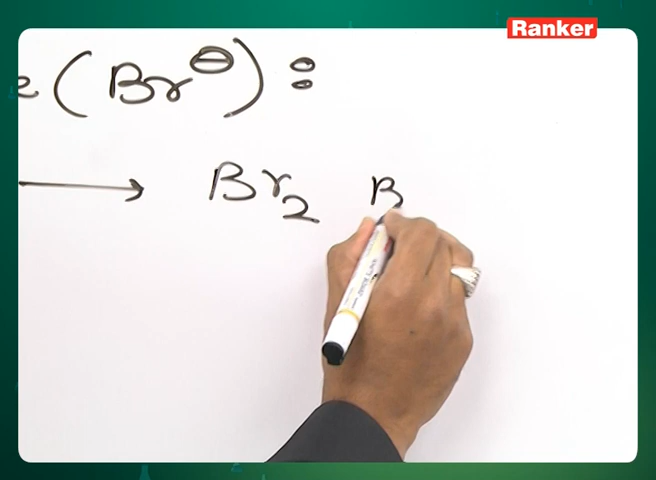 Ranker
e (Br⊖) :
→ Br₂ B